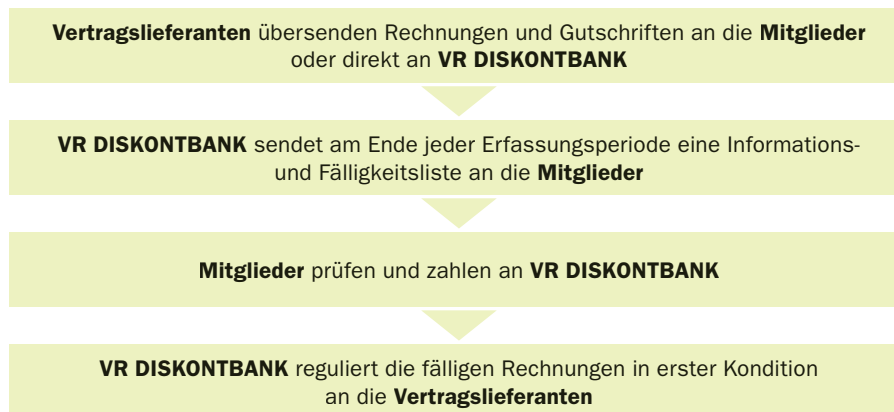 Vertragslieferanten übersenden Rechnungen und Gutschriften an die Mitglieder
oder direkt an VR DISKONTBANK
VR DISKONTBANK sendet am Ende jeder Erfassungsperiode eine Informations-
und Fälligkeitsliste an die Mitglieder
Mitglieder prüfen und zahlen an VR DISKONTBANK
VR DISKONTBANK reguliert die fälligen Rechnungen in erster Kondition
an die Vertragslieferanten